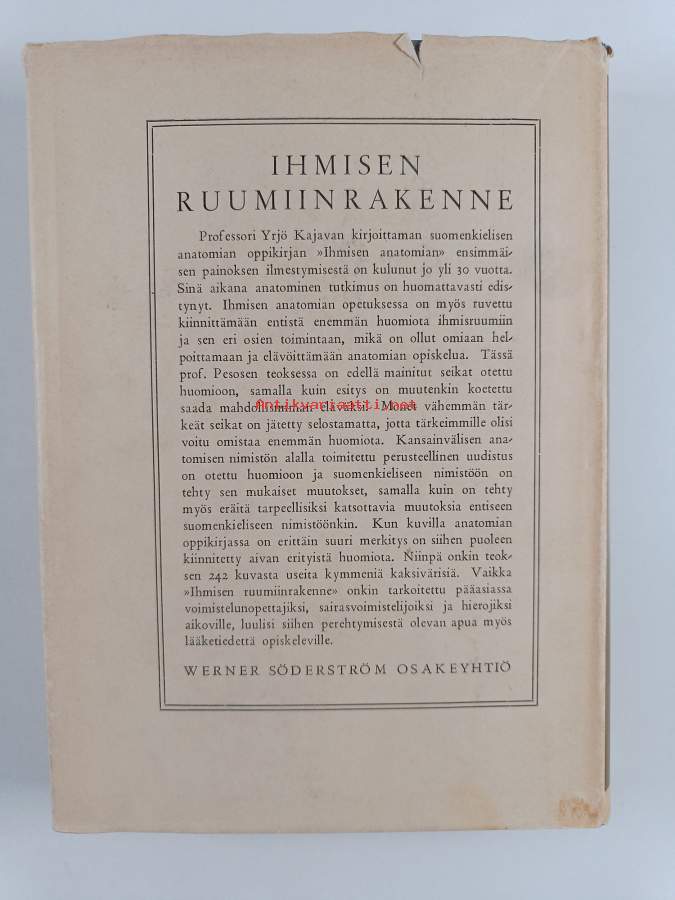 IHMISEN
RUUMIINRAKENNE
Professori Yrjö Kajavan kirjoittaman suomenkielisen
anatomian oppikirjan »Ihmisen anatomian» ensimmäi-
sen painoksen ilmestymisestä on kulunut jo yli 30 vuotta.
Sinä aikana anatominen tutkimus on huomattavasti edis-
tynyt. Ihmisen anatomian opetuksessa on myös ruvettu
kiinnittämään entistä enemmän huomiota ihmisruumiin
ja sen eri osien toimintaan, mikä on ollut omiaan hel-
poittamaan ja elävöittämään anatomian opiskelua. Tässä
prof. Pesosen teoksessa on edellä mainitut seikat otettu
huomioon, samalla kuin esitys on muutenkin koetettu
saada mahdollisimman eläväksi. Monet vähemmän tär-
Antikvariaatti.net
keät seikat on jätetty selostamatta, jotta tärkeimmille olisi
voitu omistaa enemmän huomiota. Kansainvälisen ana-
tomisen nimistön alalla toimitettu perusteellinen uudistus
on otettu huomioon ja suomenkieliseen nimistöön on
tehty sen mukaiset muutokset, samalla kuin on tehty
myös eräitä tarpeellisiksi katsottavia muutoksia entiseen
suomenkieliseen nimistöönkin. Kun kuvilla anatomian
oppikirjassa on erittäin suuri merkitys on siihen puoleen
kiinnitetty aivan erityistä huomiota. Niinpä onkin teok-
sen 242 kuvasta useita kymmeniä kaksivärisiä. Vaikka
»Ihmisen ruumiinrakenne» onkin tarkoitettu pääasiassa
voimistelunopettajiksi, sairasvoimistelijoiksi ja hierojiksi
aikoville, luulisi siihen perehtymisestä olevan apua myös
lääketiedettä opiskeleville.
WERNER SÖDERSTRÖM OSAKEYHTIÖ